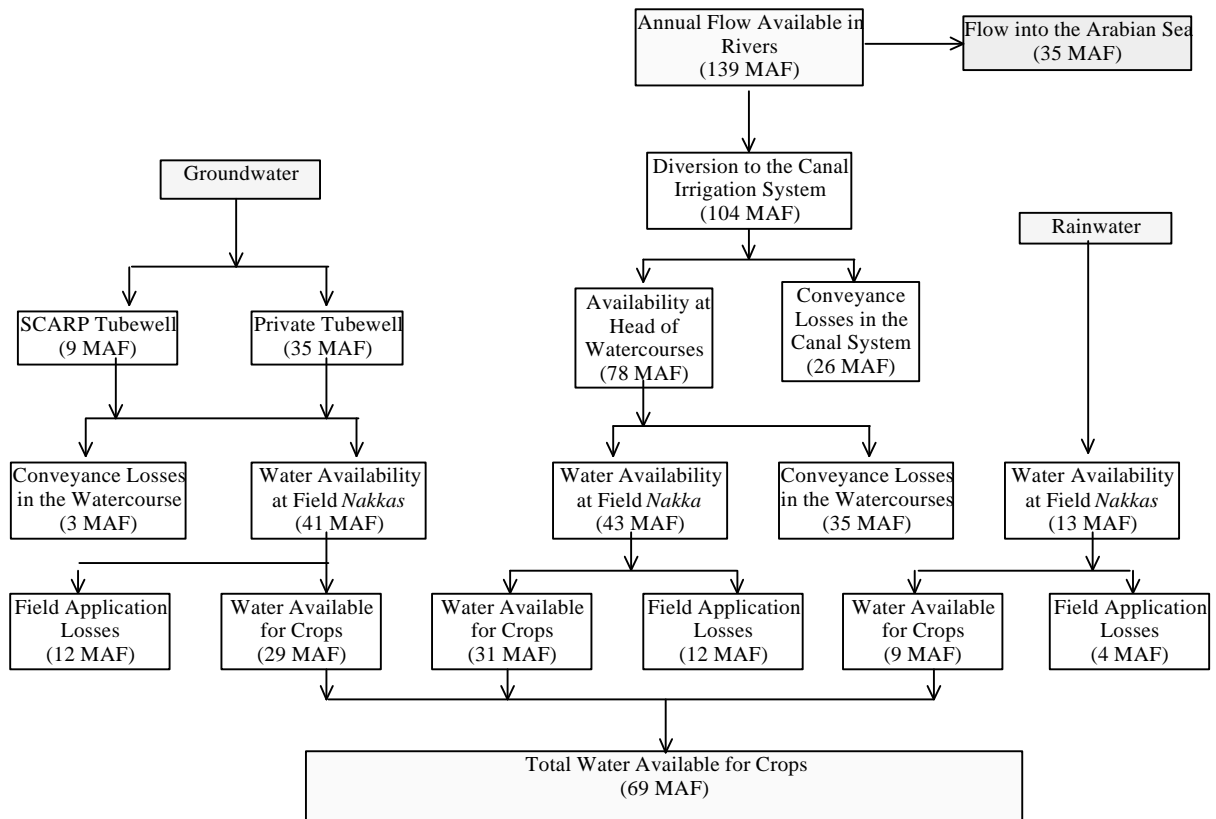 Annual Flow Available in
Rivers
(139 MAF)
Flow into the Arabian Sea
(35 MAF)
Groundwater
Diversion to the Canal
Irrigation System
(104 MAF)
Rainwater
SCARP Tubewell
(9 MAF)
Private Tubewell
(35 MAF)
Availability at
Head of
Watercourses
(78 MAF)
Conveyance
Losses in the
Canal System
(26 MAF)
Conveyance Losses
in the Watercourse
(3 MAF)
Water Availability
at Field Nakkas
(41 MAF)
Water Availability
at Field Nakka
(43 MAF)
Conveyance Losses
in the Watercourses
(35 MAF)
Water Availability
at Field Nakkas
(13 MAF)
Field Application
Losses
(12 MAF)
Water Available
for Crops
(29 MAF)
Water Available
for Crops
(31 MAF)
Field Application
Losses
(12 MAF)
Water Available
for Crops
(9 MAF)
Field Application
Losses
(4 MAF)
Total Water Available for Crops
(69 MAF)